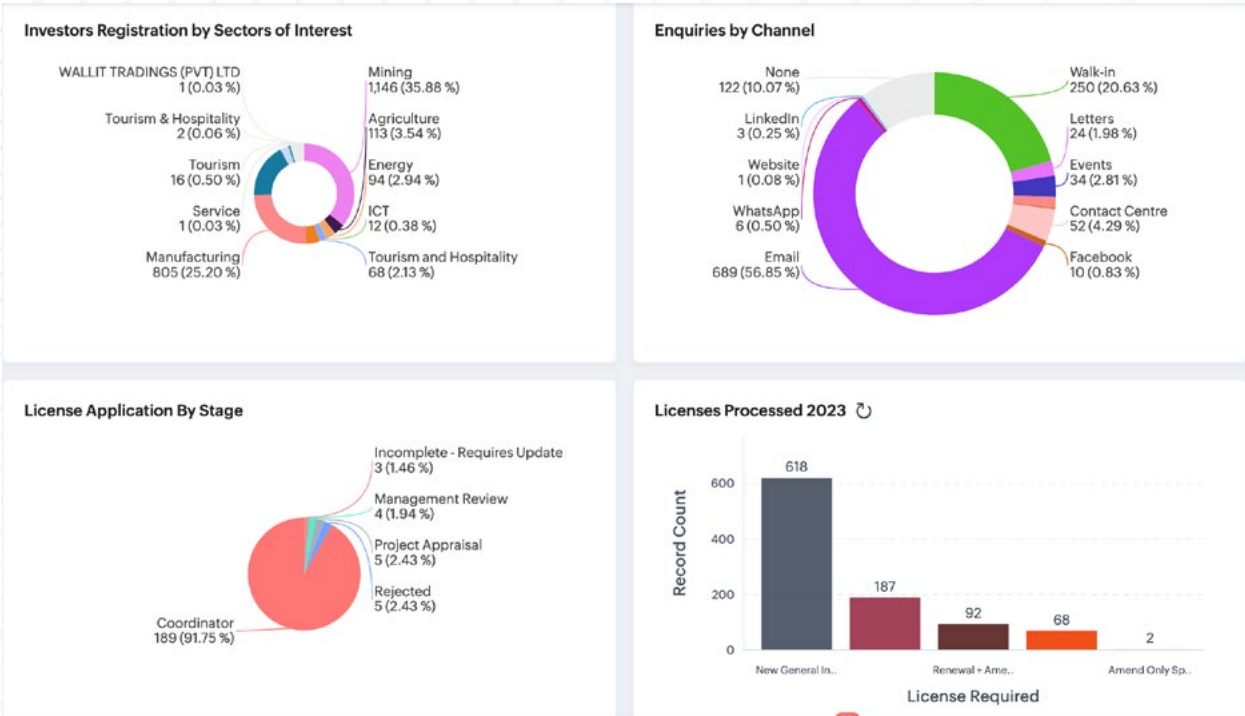 Investors Registration by Sectors of Interest
WALLIT TRADINGS (PVT) LTD
1 (0.03 %)
Tourism & Hospitality
2 (0.06 %)
Tourism
16 (0.50 %)
Service
1 (0.03 %)
Manufacturing
805 (25.20 %)
Mining
1,146 (35.88 %)
Agriculture
113 (3.54 %)
Energy
94 (2.94 %)
ICT
12 (0.38 %)
Tourism and Hospitality
68 (2.13 %)
Enquiries by Channel
None
122 (10.07 %)
LinkedIn
3 (0.25 %)
Website
1 (0.08 %)
WhatsApp
6 (0.50 %)
Email
689 (56.85 %)
Walk-in
250 (20.63 %)
Letters
24 (1.98 %)
Events
34 (2.81 %)
Contact Centre
52 (4.29 %)
Facebook
10 (0.83 %)
License Application By Stage
Incomplete - Requires Update
3 (1.46 %)
Management Review
4 (1.94 %)
Project Appraisal
5 (2.43 %)
Rejected
5 (2.43 %)
Coordinator
189 (91.75 %)
Licenses Processed 2023
Record Count
600
400
200
0
618
187
92
68
2
New General In..
Renewal + Ame..
Amend Only Sp..
License Required